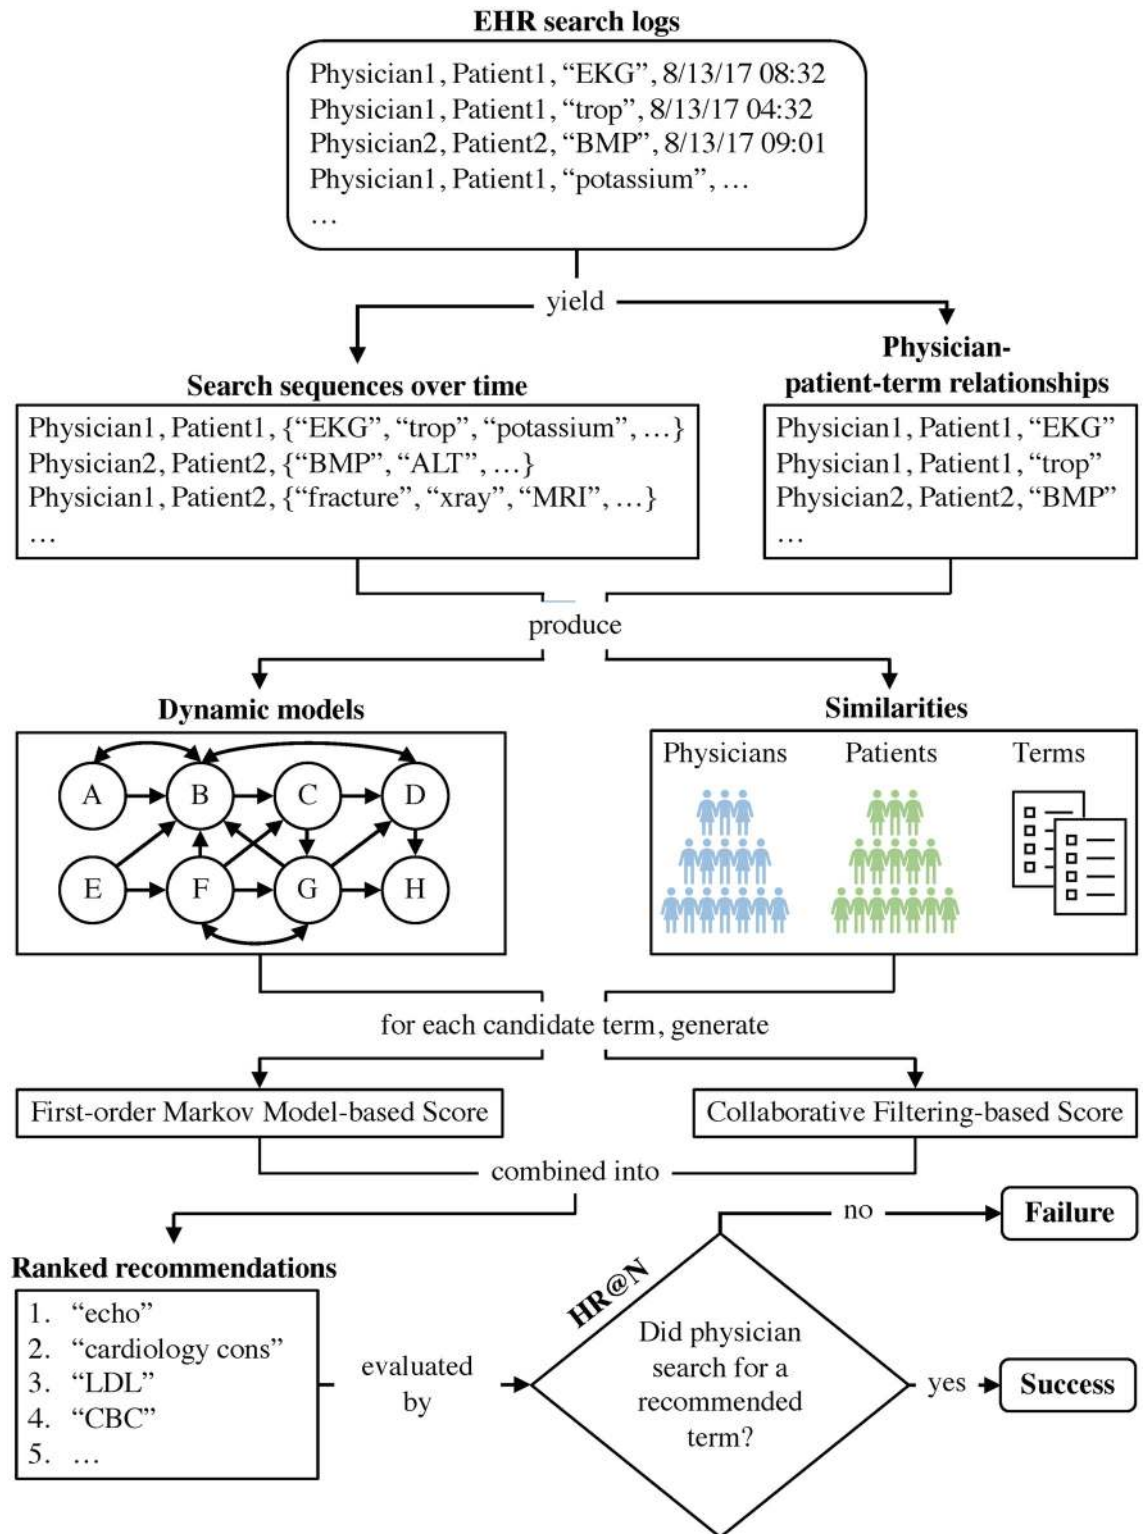 EHR search logs
Physician1, Patient1, “EKG”, 8/13/17 08:32
Physician1, Patient1, “trop”, 8/13/17 04:32
Physician2, Patient2, “BMP”, 8/13/17 09:01
Physician1, Patient1, “potassium”, …
…
yield
Search sequences over time
Physician1, Patient1, {“EKG”, “trop”, “potassium”, …}
Physician2, Patient2, {“BMP”, “ALT”, …}
Physician1, Patient2, {“fracture”, “xray”, “MRI”, …}
…
Physician-
patient-term relationships
Physician1, Patient1, “EKG”
Physician1, Patient1, “trop”
Physician2, Patient2, “BMP”
…
produce
Dynamic models
A B C D
E F G H
Similarities
Physicians Patients Terms
for each candidate term, generate
First-order Markov Model-based Score
Collaborative Filtering-based Score
combined into
Ranked recommendations
1. “echo”
2. “cardiology cons”
3. “LDL”
4. “CBC”
5. …
evaluated
by
HR@N
Did physician
search for a
recommended
term?
no
Failure
yes
Success